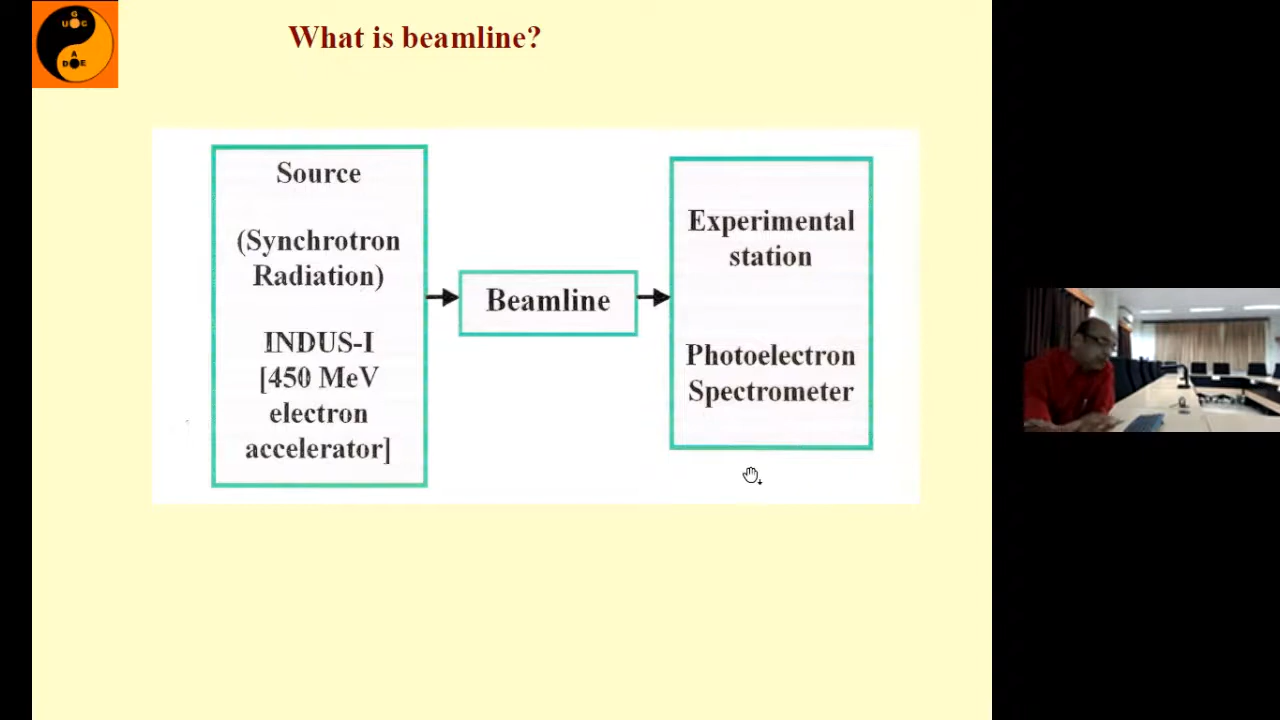 G
U G C
A
D E
What is beamline?
Source
(Synchrotron
Radiation)
INDUS-I
[450 MeV
electron
accelerator]
Beamline
Experimental
station
Photoelectron
Spectrometer